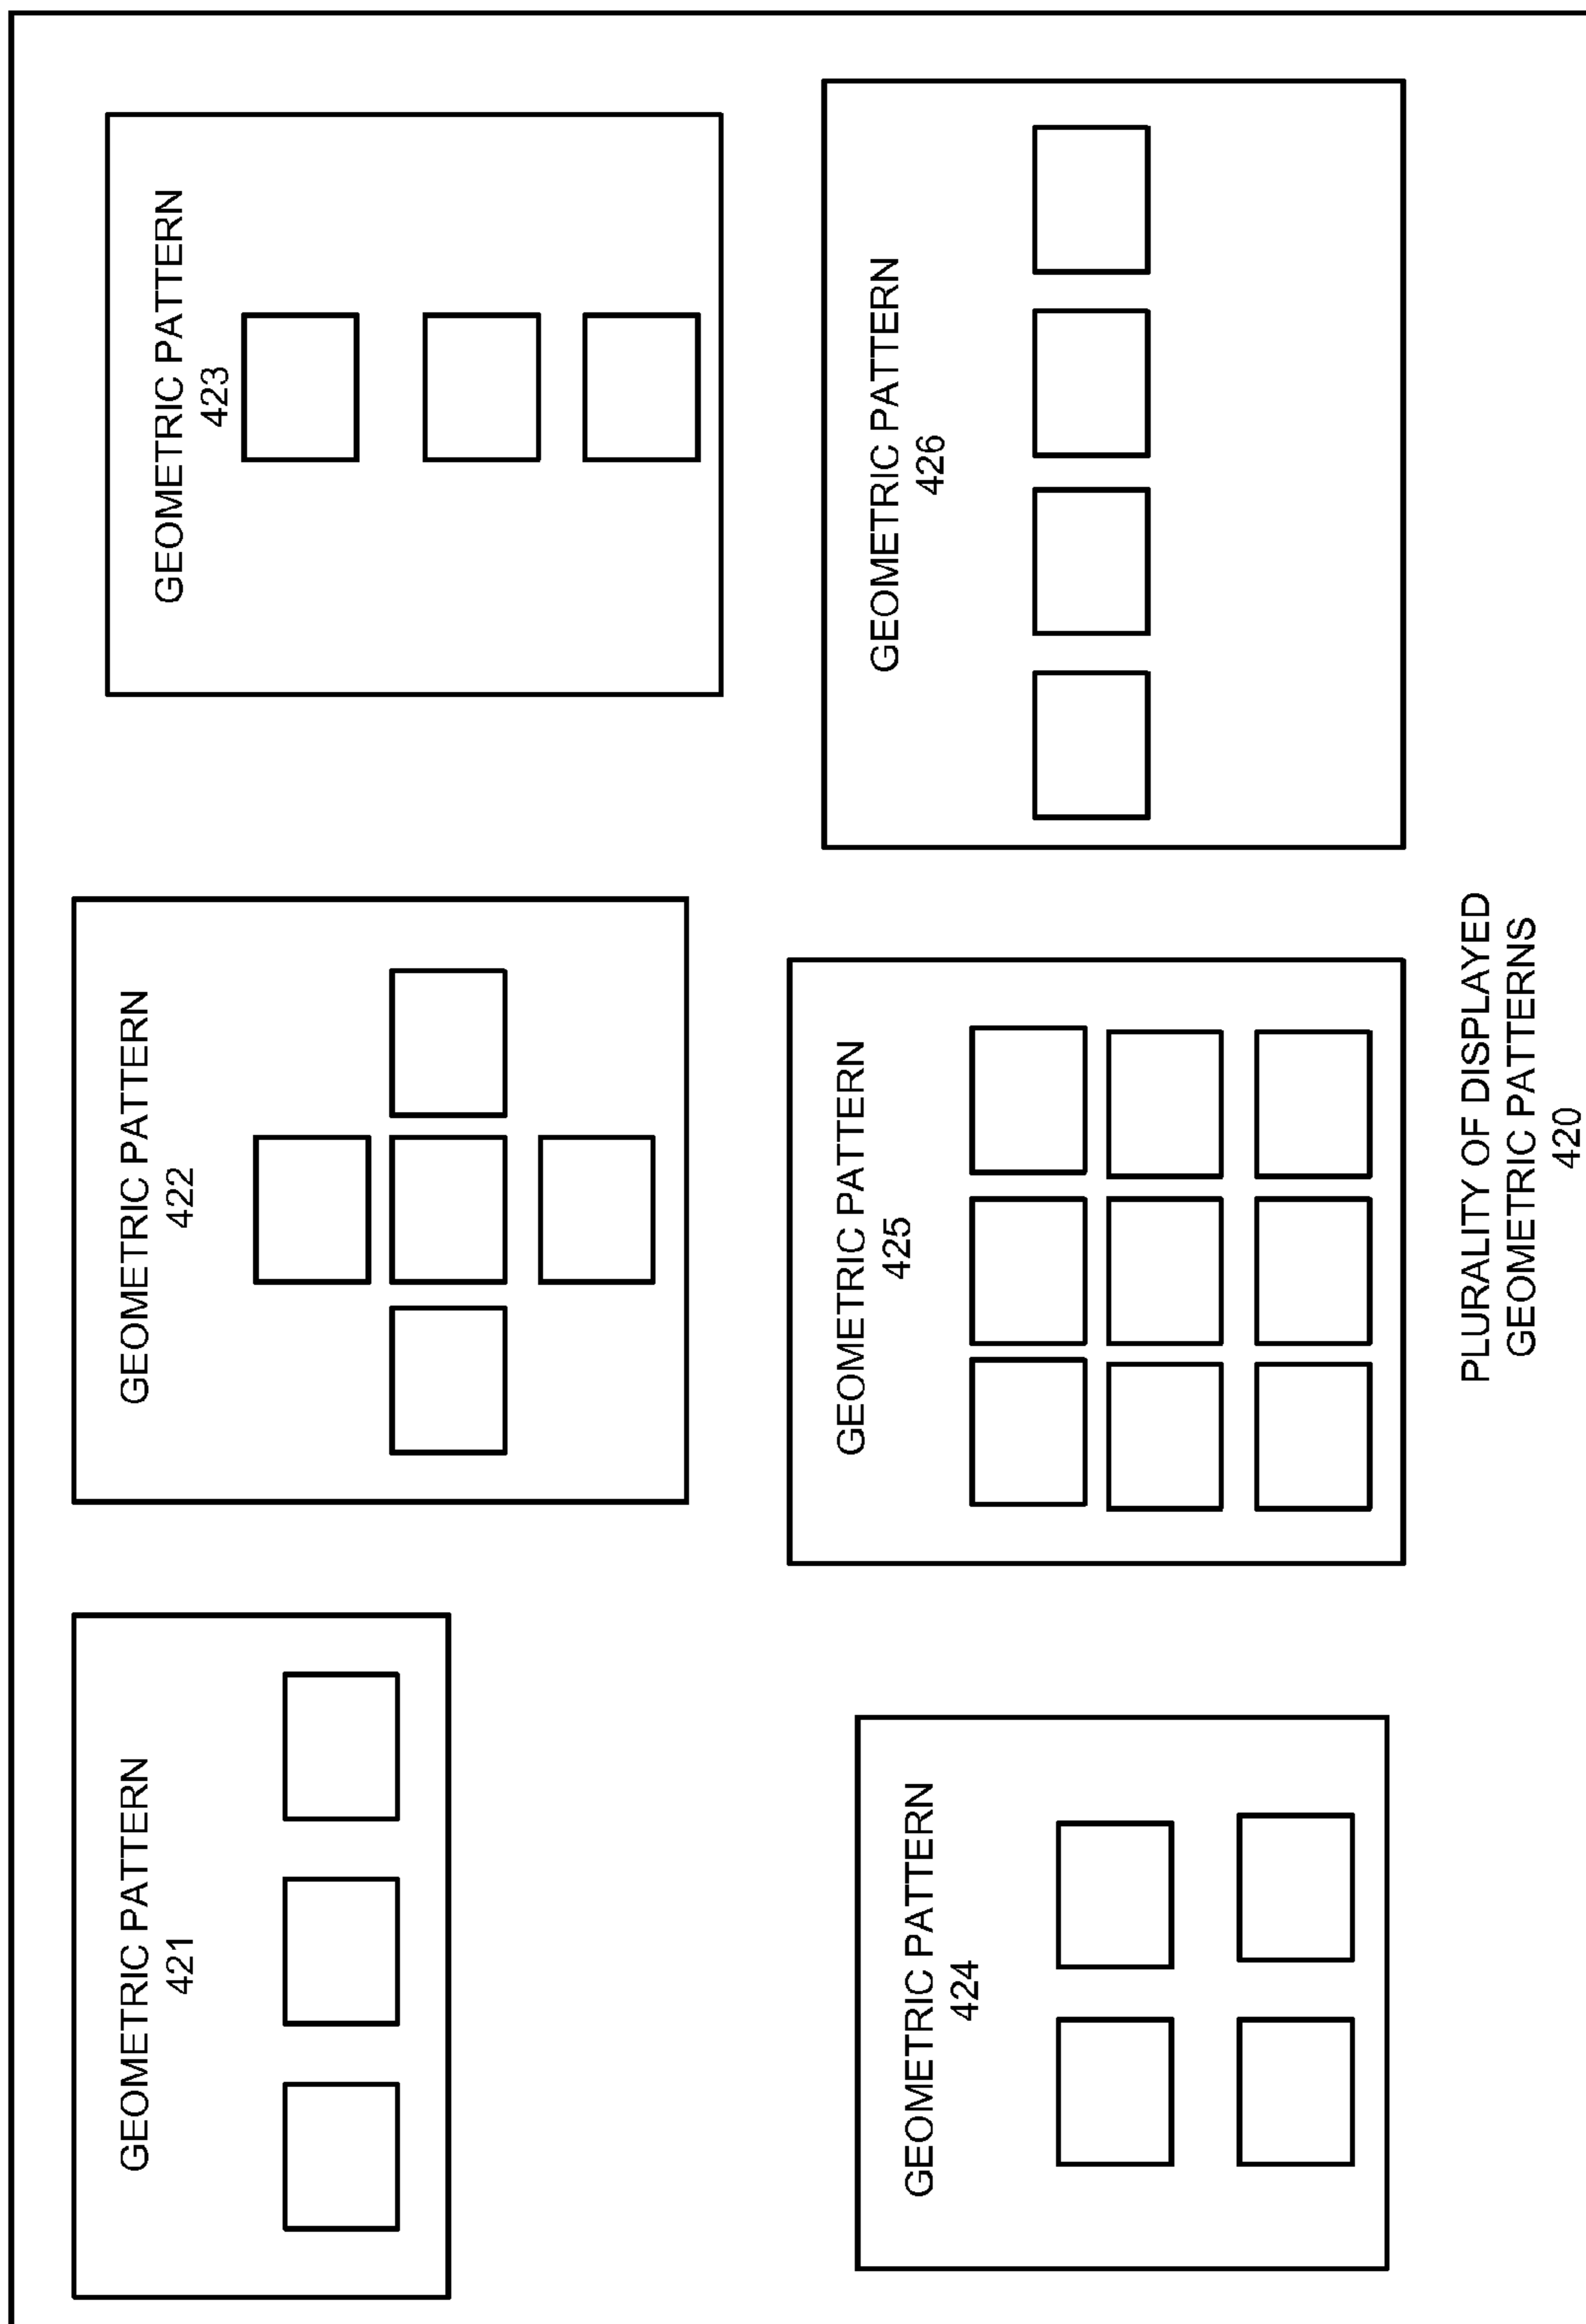 GEOMETRIC PATTERN
421
GEOMETRIC PATTERN
422
GEOMETRIC PATTERN
423
GEOMETRIC PATTERN
424
GEOMETRIC PATTERN
425
GEOMETRIC PATTERN
426
PLURALITY OF DISPLAYED
GEOMETRIC PATTERNS
420